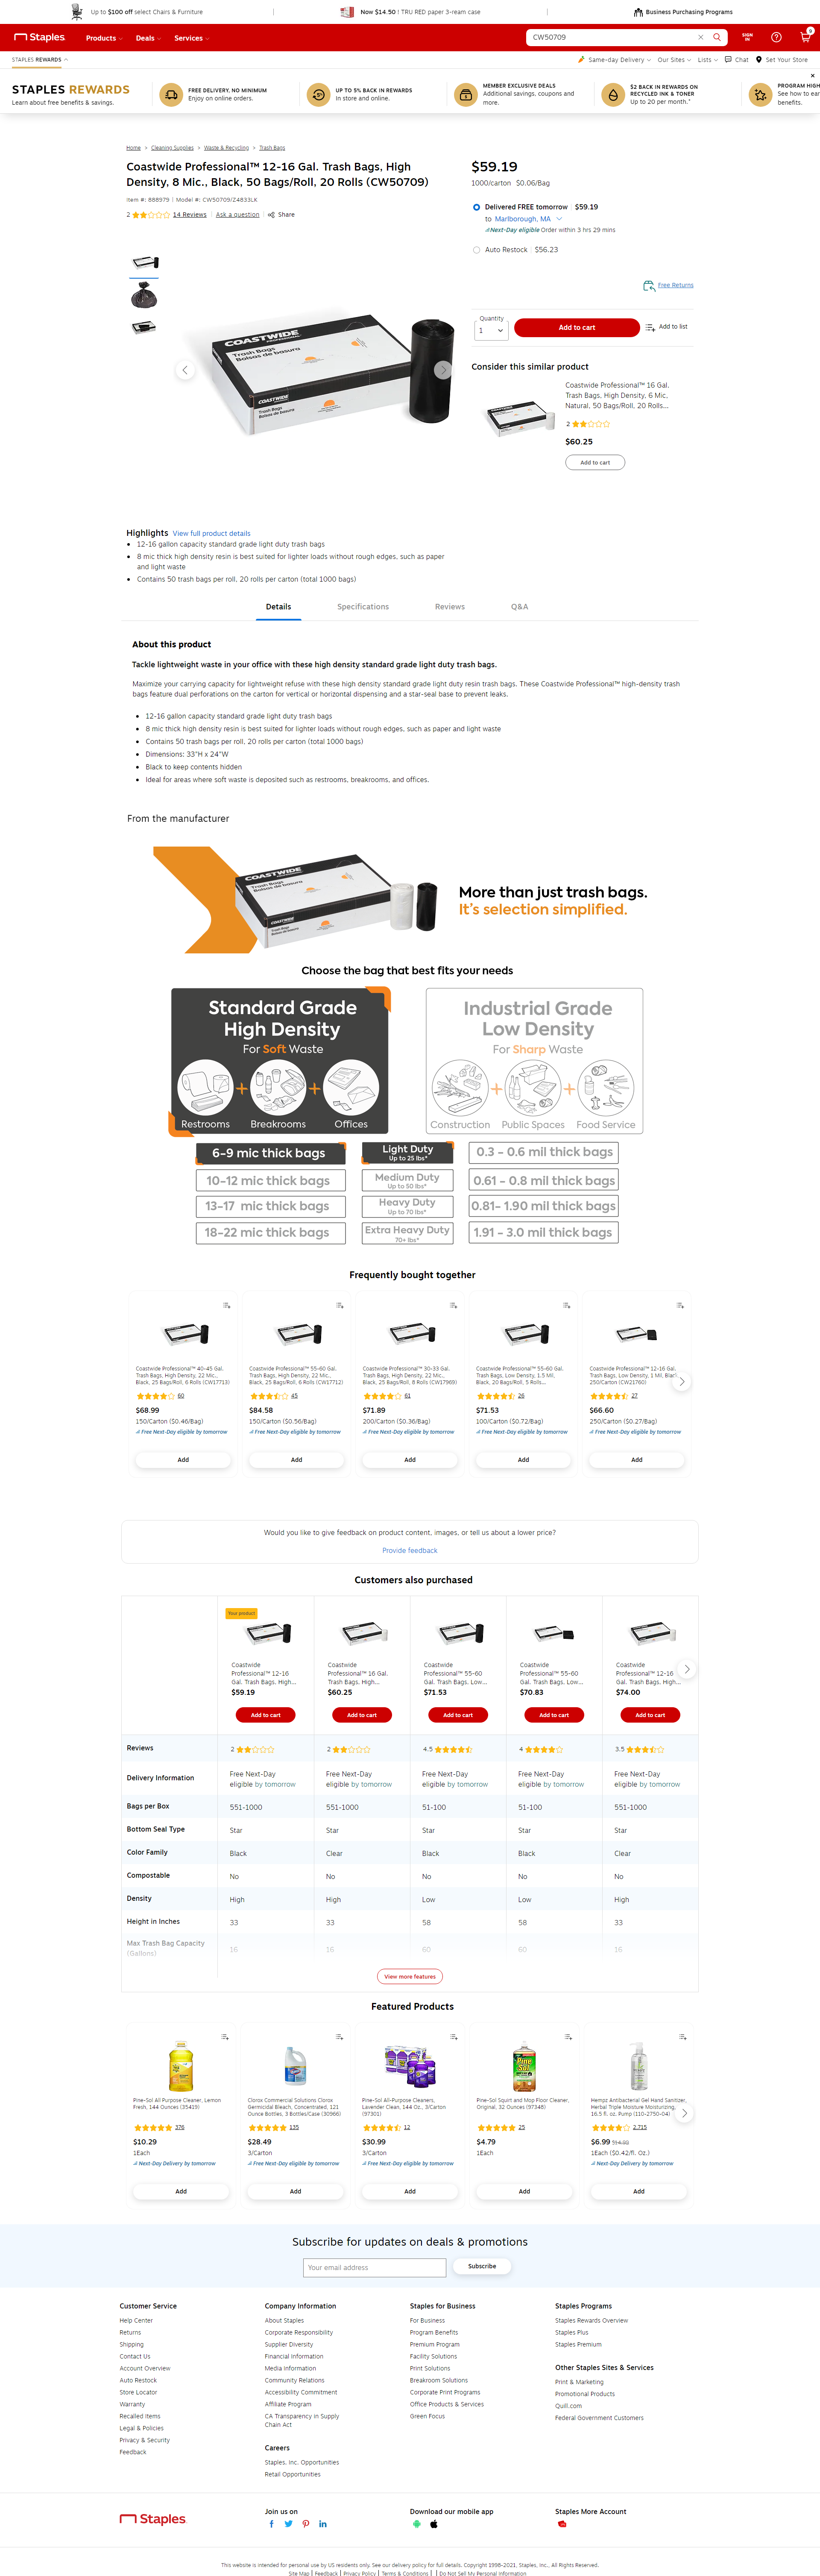 Up to $100 off select Chairs & Furniture
Now $14.50 ! TRU RED paper 3-ream case
Business Purchasing Programs
Staples
Products
Deals
Services
CW50709
SIGN IN
0
STAPLES REWARDS
Same-day Delivery
Our Sites
Lists
Chat
Set Your Store
STAPLES REWARDS
Learn about free benefits & savings.
FREE DELIVERY, NO MINIMUM
Enjoy on online orders.
UP TO 5% BACK IN REWARDS
In store and online.
MEMBER EXCLUSIVE DEALS
Additional savings, coupons and
more.
$2 BACK IN REWARDS ON
RECYCLED INK & TONER
Up to 20 per month.*
PROGRAM HIGH
See how to ear
benefits.
Home > Cleaning Supplies > Waste & Recycling > Trash Bags
Coastwide Professional™ 12-16 Gal. Trash Bags, High
Density, 8 Mic., Black, 50 Bags/Roll, 20 Rolls (CW50709)
Item #: 888979 | Model #: CW50709/Z4833LK
2 14 Reviews | Ask a question | Share
$59.19
1000/carton $0.06/Bag
Delivered FREE tomorrow | $59.19
to Marlborough, MA
Next-Day eligible Order within 3 hrs 29 mins
Auto Restock | $56.23
Free Returns
Quantity
1
Add to cart
Add to list
Consider this similar product
Coastwide Professional™ 16 Gal.
Trash Bags, High Density, 6 Mic.,
Natural, 50 Bags/Roll, 20 Rolls...
2
$60.25
Add to cart
COASTWIDE
Trash Bags
Bolsas de basura
COASTWIDE
Trash Bags
Bolsas de basura
Highlights View full product details
12-16 gallon capacity standard grade light duty trash bags
8 mic thick high density resin is best suited for lighter loads without rough edges, such as paper
and light waste
Contains 50 trash bags per roll, 20 rolls per carton (total 1000 bags)
Details
Specifications
Reviews
Q&A
About this product
Tackle lightweight waste in your office with these high density standard grade light duty trash bags.
Maximize your carrying capacity for lightweight refuse with these high density standard grade light duty resin trash bags. These Coastwide Professional™ high-density trash
bags feature dual perforations on the carton for vertical or horizontal dispensing and a star-seal base to prevent leaks.
12-16 gallon capacity standard grade light duty trash bags
8 mic thick high density resin is best suited for lighter loads without rough edges, such as paper and light waste
Contains 50 trash bags per roll, 20 rolls per carton (total 1000 bags)
Dimensions: 33"H x 24"W
Black to keep contents hidden
Ideal for areas where soft waste is deposited such as restrooms, breakrooms, and offices.
From the manufacturer
COASTWIDE
Trash Bags
Bolsas de basura
More than just trash bags.
It's selection simplified.
Choose the bag that best fits your needs
Standard Grade
High Density
For Soft Waste
Restrooms
Breakrooms
Offices
Industrial Grade
Low Density
For Sharp Waste
Construction
Public Spaces
Food Service
6-9 mic thick bags
Light Duty
Up to 25 lbs*
0.3 - 0.6 mil thick bags
10-12 mic thick bags
Medium Duty
Up to 50 lbs*
0.61 - 0.8 mil thick bags
13-17 mic thick bags
Heavy Duty
Up to 70 lbs*
0.81- 1.90 mil thick bags
18-22 mic thick bags
Extra Heavy Duty
70+ lbs*
1.91 - 3.0 mil thick bags
Frequently bought together
Coastwide Professional™ 40-45 Gal.
Trash Bags, High Density, 22 Mic.,
Black, 25 Bags/Roll, 6 Rolls (CW17713)
60
$68.99
150/Carton ($0.46/Bag)
Free Next-Day eligible by tomorrow
Add
Coastwide Professional™ 55-60 Gal.
Trash Bags, High Density, 22 Mic.,
Black, 25 Bags/Roll, 6 Rolls (CW17712)
45
$84.58
150/Carton ($0.56/Bag)
Free Next-Day eligible by tomorrow
Add
Coastwide Professional™ 30-33 Gal.
Trash Bags, High Density, 22 Mic.,
Black, 25 Bags/Roll, 8 Rolls (CW17969)
61
$71.89
200/Carton ($0.36/Bag)
Free Next-Day eligible by tomorrow
Add
Coastwide Professional™ 55-60 Gal.
Trash Bags, Low Density, 1.5 Mil,
Black, 20 Bags/Roll, 5 Rolls...
26
$71.53
100/Carton ($0.72/Bag)
Free Next-Day eligible by tomorrow
Add
Coastwide Professional™ 12-16 Gal.
Trash Bags, Low Density, 1 Mil, Black,
250/Carton (CW21760)
27
$66.60
250/Carton ($0.27/Bag)
Free Next-Day eligible by tomorrow
Add
Would you like to give feedback on product content, images, or tell us about a lower price?
Provide feedback
Customers also purchased
Your product
Coastwide
Professional™ 12-16
Gal. Trash Bags, High...
$59.19
Add to cart
Coastwide
Professional™ 16 Gal.
Trash Bags, High...
$60.25
Add to cart
Coastwide
Professional™ 55-60
Gal. Trash Bags, Low...
$71.53
Add to cart
Coastwide
Professional™ 55-60
Gal. Trash Bags, Low...
$70.83
Add to cart
Coastwide
Professional™ 12-16
Gal. Trash Bags, High...
$74.00
Add to cart
Reviews 2 2 4.5 4 3.5
Delivery Information
Free Next-Day
eligible by tomorrow
Free Next-Day
eligible by tomorrow
Free Next-Day
eligible by tomorrow
Free Next-Day
eligible by tomorrow
Free Next-Day
eligible by tomorrow
Bags per Box 551-1000 551-1000 51-100 51-100 551-1000
Bottom Seal Type Star Star Star Star Star
Color Family Black Clear Black Black Clear
Compostable No No No No No
Density High High Low Low High
Height in Inches 33 33 58 58 33
Max Trash Bag Capacity
(Gallons)
16 16 60 60 16
View more features
Featured Products
Pine-Sol All Purpose Cleaner, Lemon
Fresh, 144 Ounces (35419)
376
$10.29
1Each
Next-Day Delivery by tomorrow
Add
Clorox Commercial Solutions Clorox
Germicidal Bleach, Concentrated, 121
Ounce Bottles, 3 Bottles/Case (30966)
135
$28.49
3/Carton
Free Next-Day eligible by tomorrow
Add
Pine-Sol All-Purpose Cleaners,
Lavender Clean, 144 Oz., 3/Carton
(97301)
12
$30.99
3/Carton
Free Next-Day eligible by tomorrow
Add
Pine-Sol Squirt and Mop Floor Cleaner,
Original, 32 Ounces (97348)
25
$4.79
1Each
Add
Hempz Antibacterial Gel Hand Sanitizer,
Herbal Triple Moisture Moisturizing,
16.5 fl. oz, Pump (110-2750-04)
2,715
$6.99
1Each ($0.42/fl. Oz.)
Next-Day Delivery by tomorrow
Add
Subscribe for updates on deals & promotions
Your email address
Subscribe
Customer Service
Help Center
Returns
Shipping
Contact Us
Account Overview
Auto Restock
Store Locator
Warranty
Recalled Items
Legal & Policies
Privacy & Security
Feedback
Company Information
About Staples
Corporate Responsibility
Supplier Diversity
Financial Information
Media Information
Community Relations
Accessibility Commitment
Affiliate Program
CA Transparency in Supply
Chain Act
Careers
Staples, Inc. Opportunities
Retail Opportunities
Staples for Business
For Business
Program Benefits
Premium Program
Facility Solutions
Print Solutions
Breakroom Solutions
Corporate Print Programs
Office Products & Services
Green Focus
Staples Programs
Staples Rewards Overview
Staples Plus
Staples Premium
Other Staples Sites & Services
Print & Marketing
Promotional Products
Quill.com
Federal Government Customers
Staples
Join us on
Download our mobile app
Staples More Account
This website is intended for personal use by US residents only. See our delivery policy for full details. Copyright 1998-2021, Staples, Inc., All Rights Reserved.
Site Map | Feedback | Privacy Policy | Terms & Conditions | | Do Not Sell My Personal Information